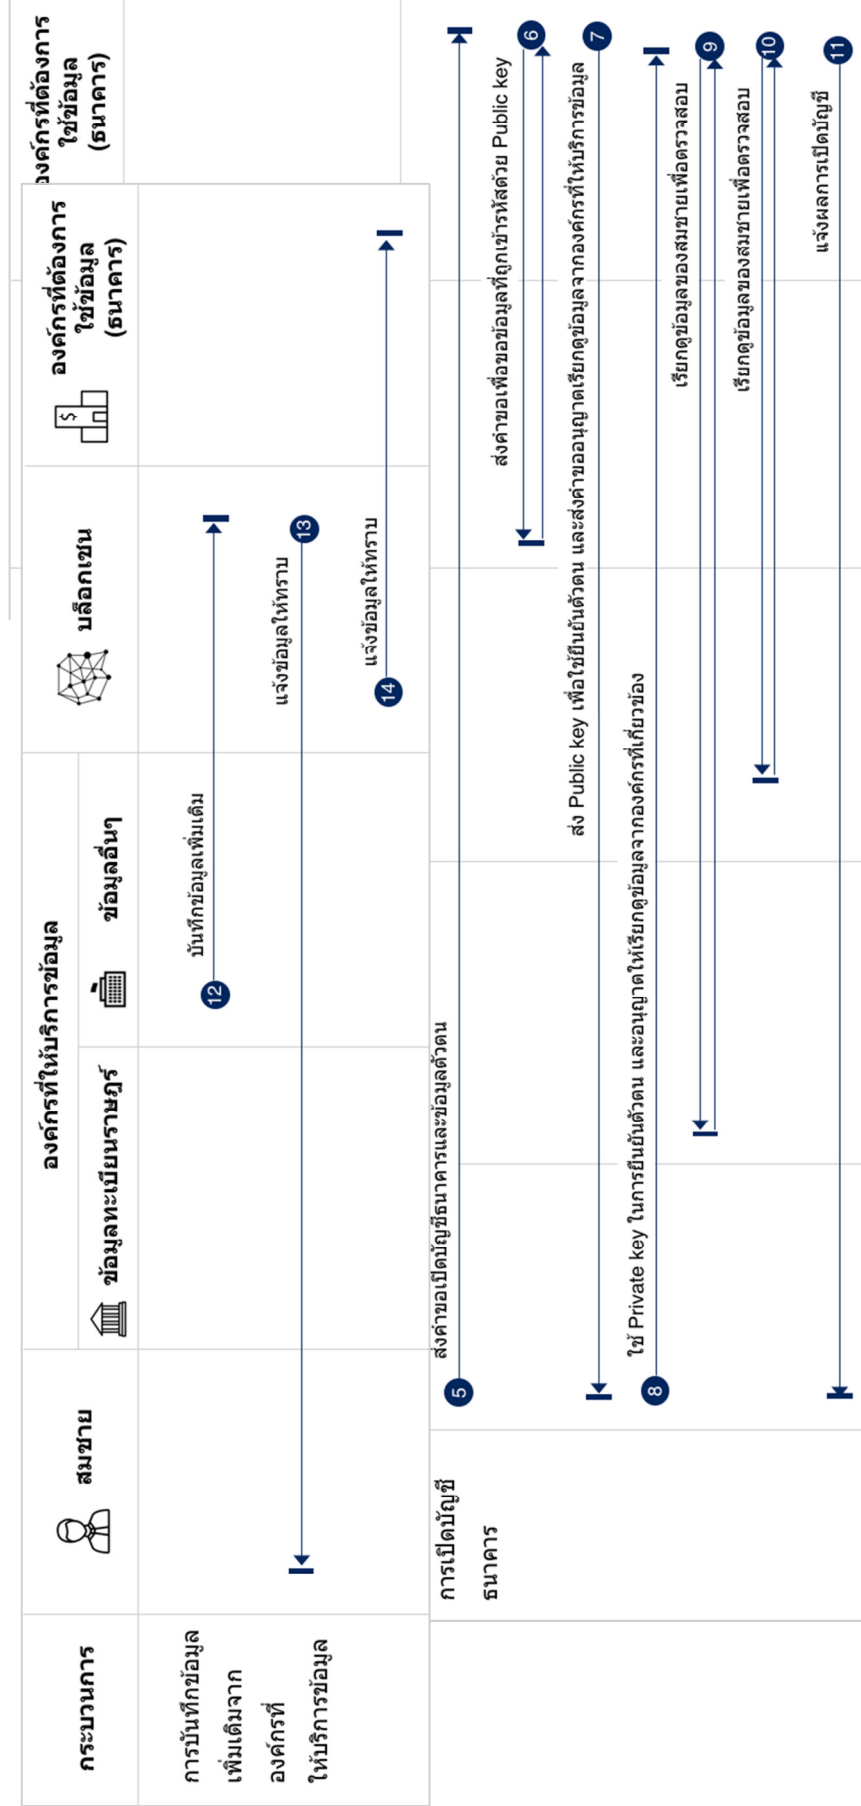 องค์กรที่ต้องการ
ใช้ข้อมูล
(ธนาคาร)
กระบวนการ
สมชาย
องค์กรที่ให้บริการข้อมูล
ข้อมูลทะเบียนราษฎร์
ข้อมูลอื่นๆ
บล็อกเชน
องค์กรที่ต้องการ
ใช้ข้อมูล
(ธนาคาร)
$
การบันทึกข้อมูล
เพิ่มเติมจาก
องค์กรที่
ให้บริการข้อมูล
บันทึกข้อมูลเพิ่มเติม
12
แจ้งข้อมูลให้ทราบ
13
แจ้งข้อมูลให้ทราบ
14
การเปิดบัญชี
ธนาคาร
ส่งคำขอเปิดบัญชีธนาคารและข้อมูลตัวตน
5
ส่งคำขอเพื่อขอข้อมูลที่ถูกเข้ารหัสด้วย Public key
6
ส่ง Public key เพื่อใช้ยืนยันตัวตน และส่งคำขออนุญาตเรียกดูข้อมูลจากองค์กรที่ให้บริการข้อมูล
7
ใช้ Private key ในการยืนยันตัวตน และอนุญาตให้เรียกดูข้อมูลจากองค์กรที่เกี่ยวข้อง
8
เรียกดูข้อมูลของสมชายเพื่อตรวจสอบ
9
เรียกดูข้อมูลของสมชายเพื่อตรวจสอบ
10
แจ้งผลการเปิดบัญชี
11